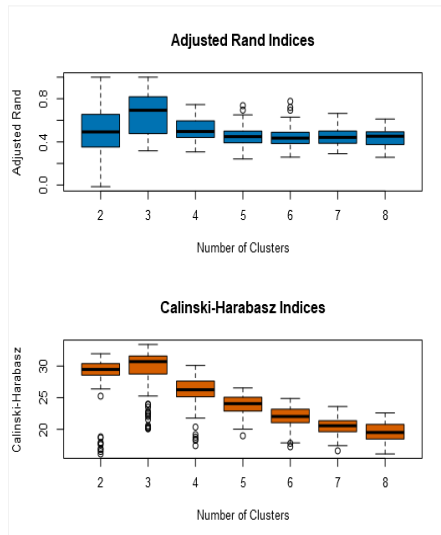 Adjusted Rand Indices
Adjusted Rand
0.8
0.4
0.0
2 3 4 5 6 7 8
Number of Clusters
Calinski-Harabasz Indices
Calinski-Harabasz
30
25
20
2 3 4 5 6 7 8
Number of Clusters